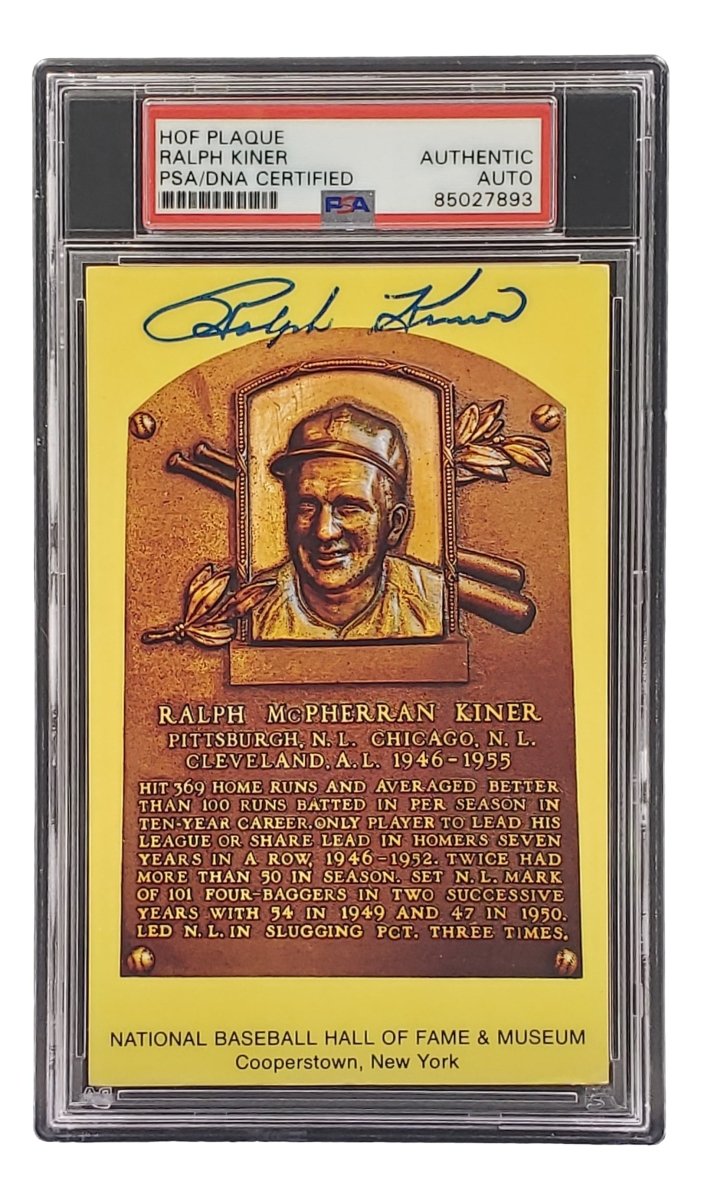 HOF PLAQUE
RALPH KINER AUTHENTIC
PSA/DNA CERTIFIED AUTO
PSA 85027893
Ralph Kiner
RALPH McPHERRAN KINER
PITTSBURGH, N. L. CHICAGO, N. L.
CLEVELAND, A.L. 1946-1955
HIT 369 HOME RUNS AND AVERAGED BETTER
THAN 100 RUNS BATTED IN PER SEASON IN
TEN-YEAR CAREER. ONLY PLAYER TO LEAD HIS
LEAGUE OR SHARE LEAD IN HOMERS SEVEN
YEARS IN A ROW, 1946-1952. TWICE HAD
MORE THAN 50 IN SEASON. SET N. L. MARK
OF 101 FOUR-BAGGERS IN TWO SUCCESSIVE
YEARS WITH 54 IN 1949 AND 47 IN 1950.
LED N. L. IN SLUGGING PCT. THREE TIMES.
NATIONAL BASEBALL HALL OF FAME & MUSEUM
Cooperstown, New York